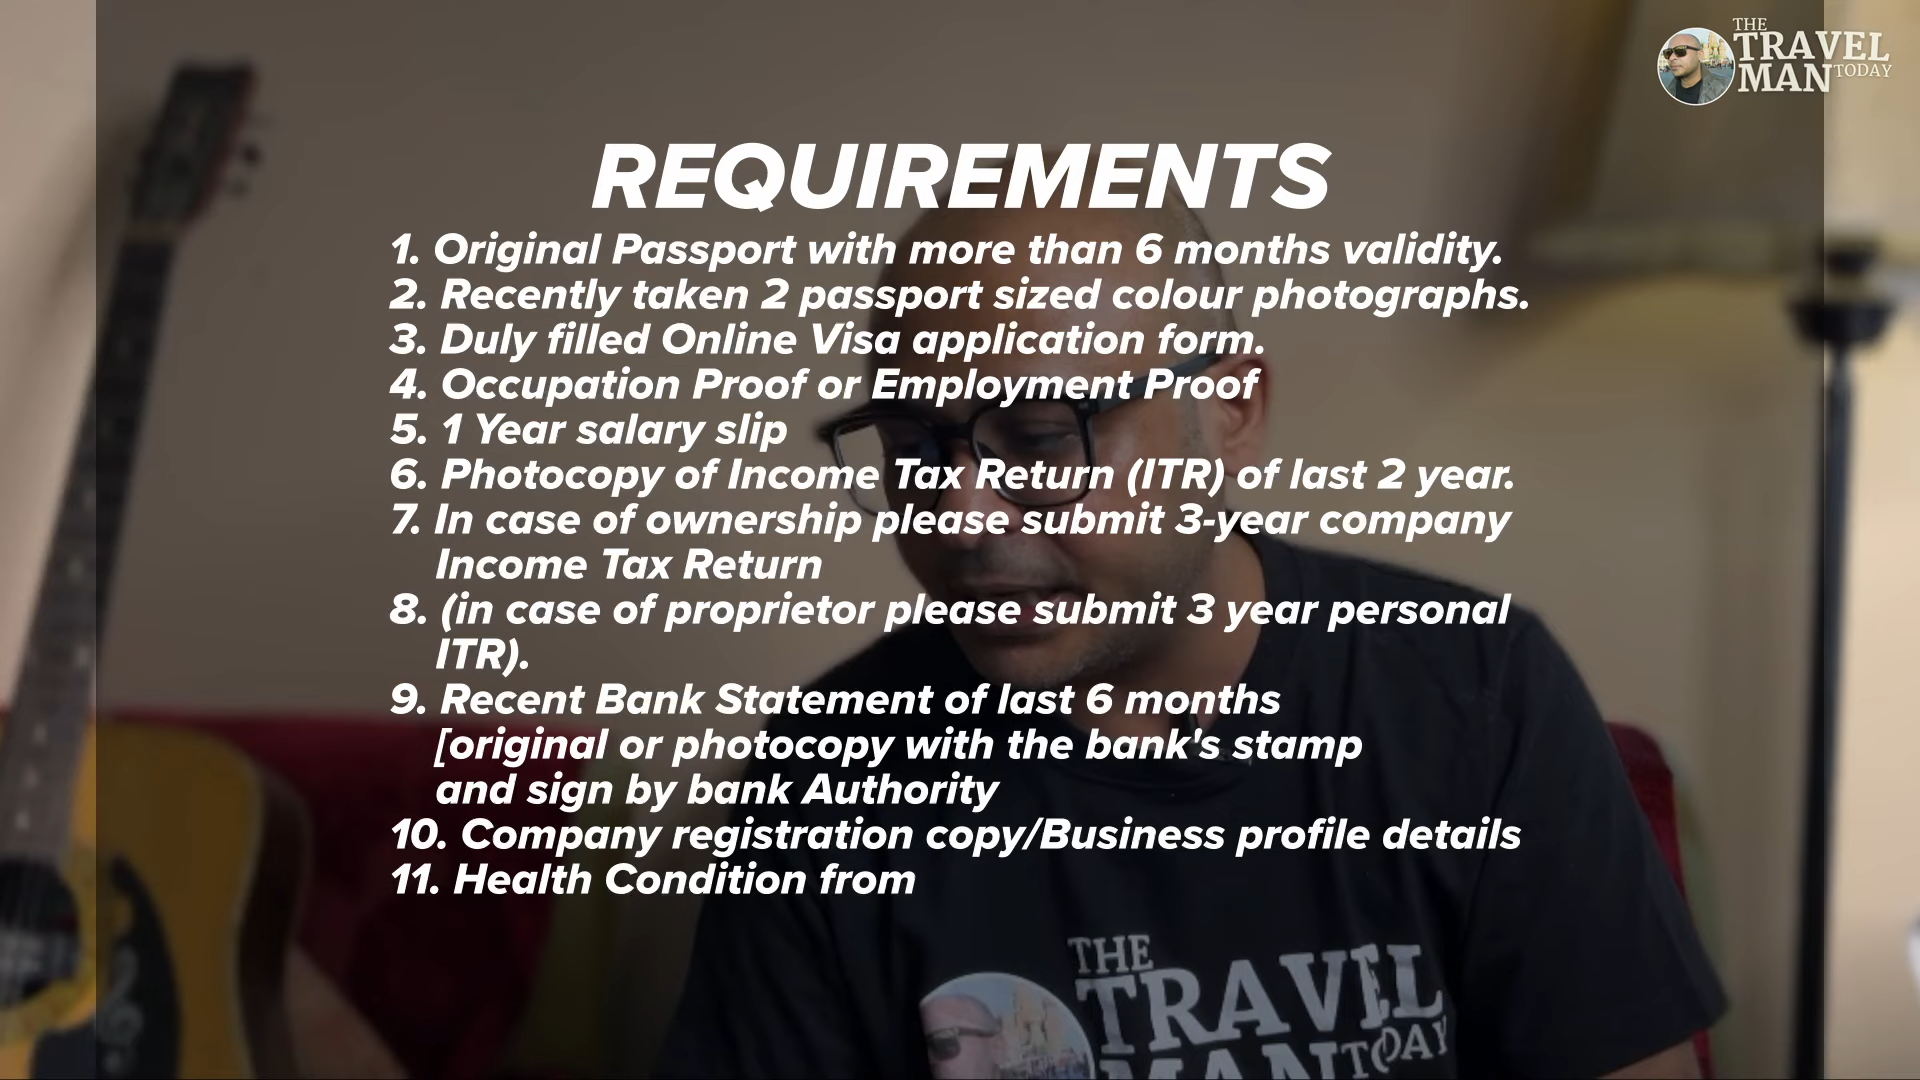 THE
TRAVEL
MAN TODAY
REQUIREMENTS
1. Original Passport with more than 6 months validity.
2. Recently taken 2 passport sized colour photographs.
3. Duly filled Online Visa application form.
4. Occupation Proof or Employment Proof
5. 1 Year salary slip
6. Photocopy of Income Tax Return (ITR) of last 2 year.
7. In case of ownership please submit 3-year company
Income Tax Return
8. (in case of proprietor please submit 3 year personal
ITR).
9. Recent Bank Statement of last 6 months
[original or photocopy with the bank's stamp
and sign by bank Authority
10. Company registration copy/Business profile details
11. Health Condition from
THE
TRAVEL
MAN TODAY